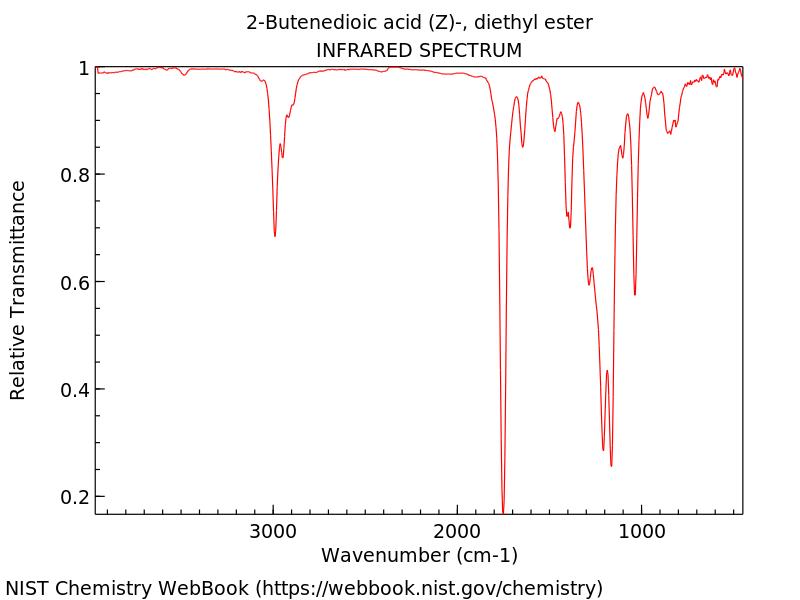 2-Butenedioic acid (Z)-, diethyl ester
INFRARED SPECTRUM
1
0.8
0.6
0.4
0.2
Relative Transmittance
3000 2000 1000
Wavenumber (cm-1)
NIST Chemistry WebBook (https://webbook.nist.gov/chemistry)